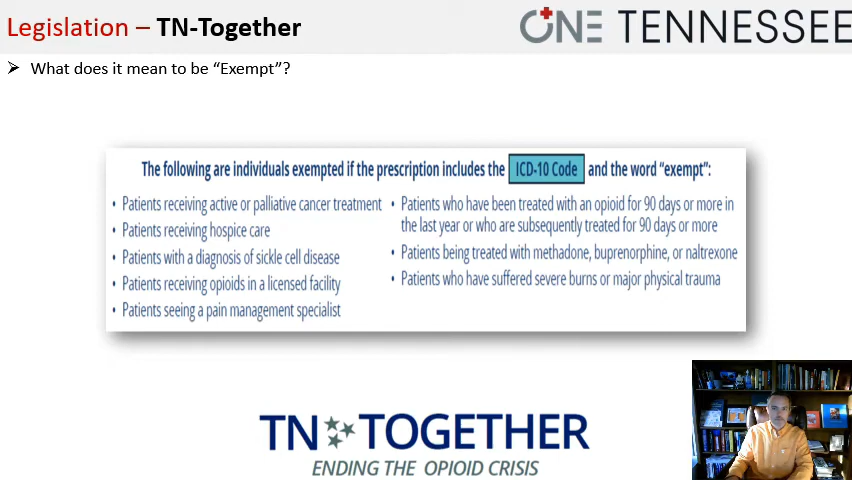 Legislation – TN-Together
ONE TENNESSEE
➢ What does it mean to be “Exempt”?
The following are individuals exempted if the prescription includes the ICD-10 Code and the word “exempt”:
• Patients receiving active or palliative cancer treatment
• Patients receiving hospice care
• Patients with a diagnosis of sickle cell disease
• Patients receiving opioids in a licensed facility
• Patients seeing a pain management specialist
• Patients who have been treated with an opioid for 90 days or more in
the last year or who are subsequently treated for 90 days or more
• Patients being treated with methadone, buprenorphine, or naltrexone
• Patients who have suffered severe burns or major physical trauma
TN TOGETHER
ENDING THE OPIOID CRISIS